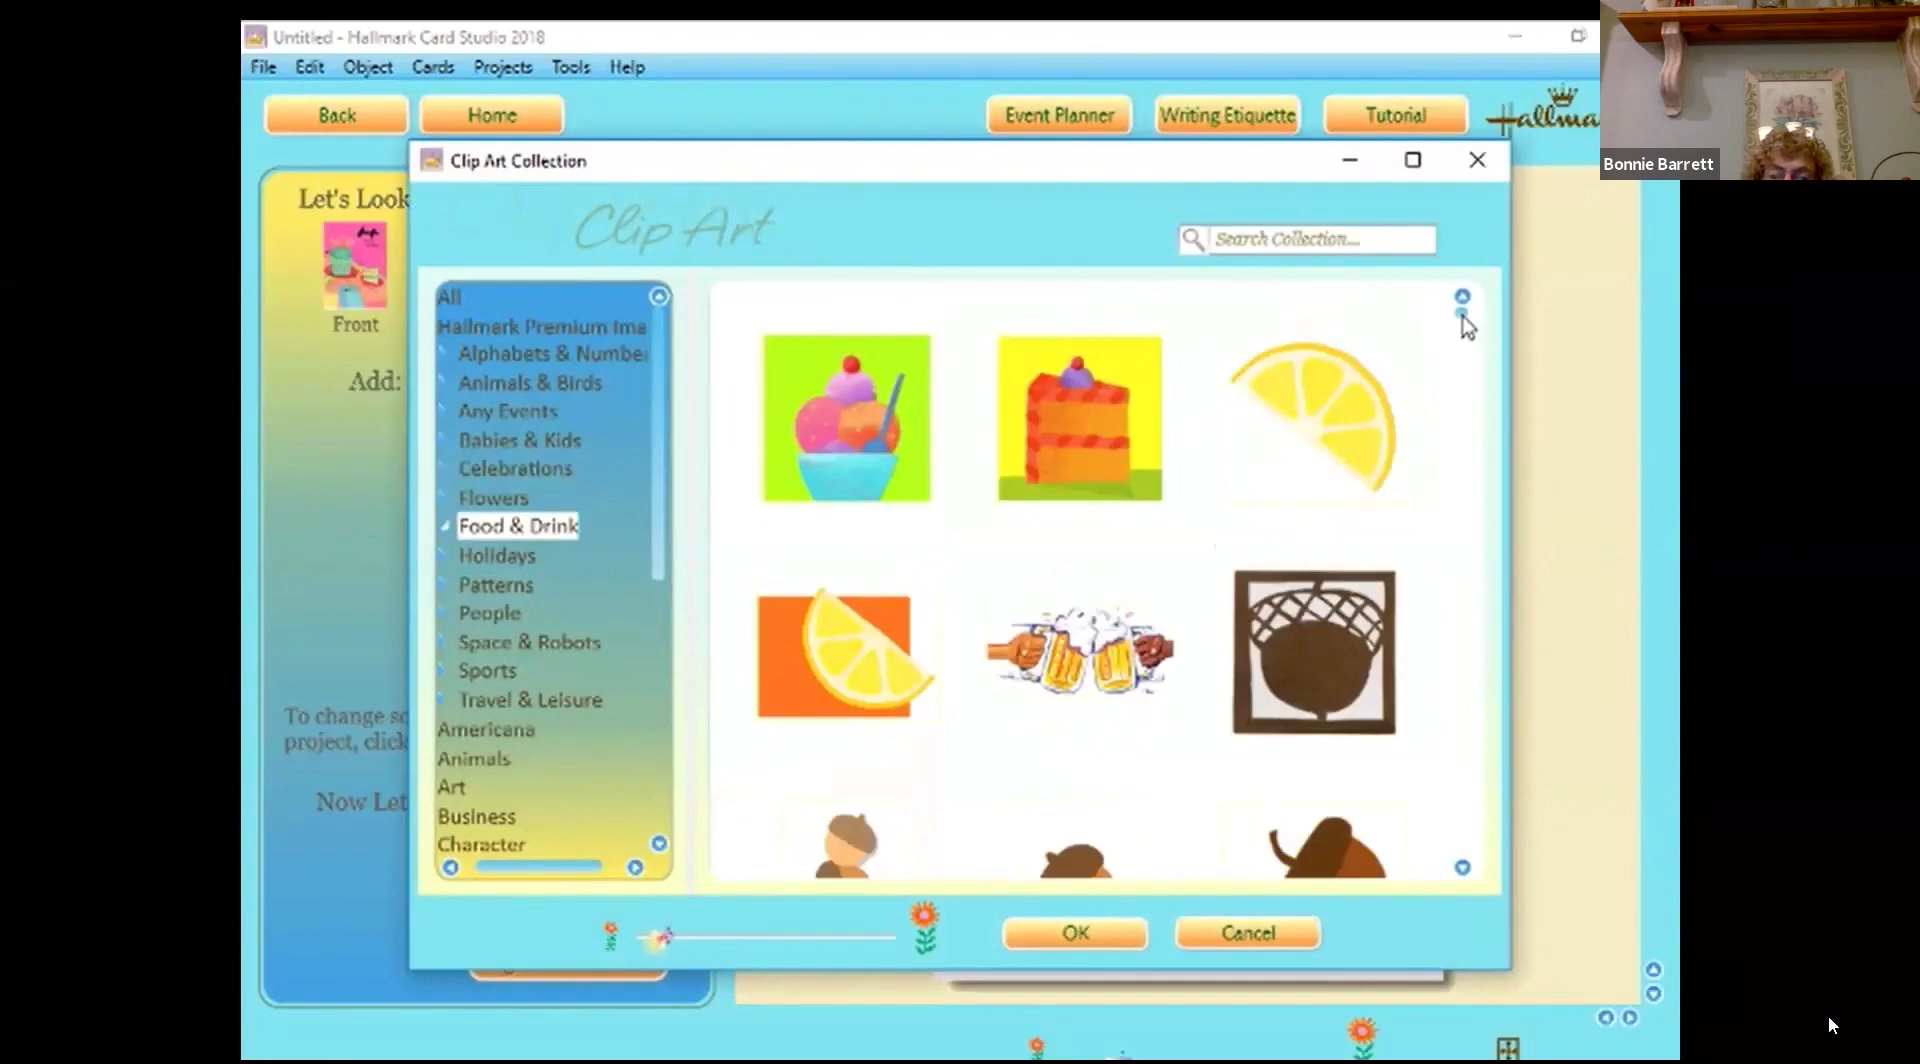 Untitled - Hallmark Card Studio 2018
File Edit Object Cards Projects Tools Help
Back Home Event Planner Writing Etiquette Tutorial
Bonnie Barrett
Clip Art Collection
Let's Look
Clip Art
Search Collection...
Front
Add:
All
Hallmark Premium Ima
Alphabets & Number
Animals & Birds
Any Events
Babies & Kids
Celebrations
Flowers
Food & Drink
Holidays
Patterns
People
Space & Robots
Sports
Travel & Leisure
Americana
Animals
Art
Business
Character
To change so
project, click
Now Let
OK Cancel